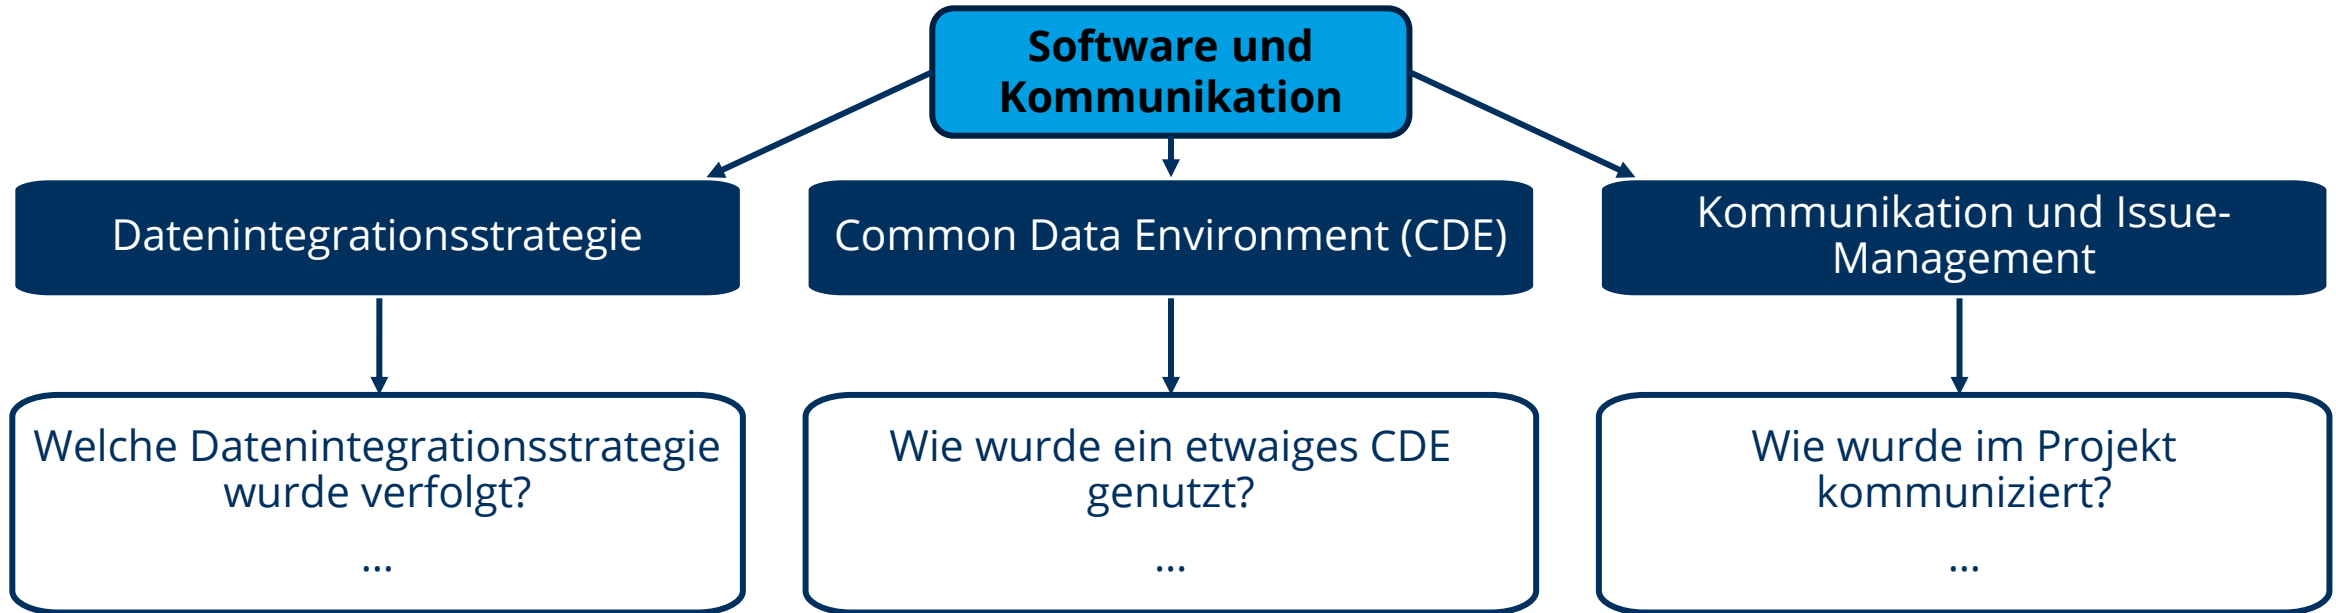 Software und
Kommunikation
Datenintegrationsstrategie
Common Data Environment (CDE)
Kommunikation und Issue-
Management
Welche Datenintegrationsstrategie
wurde verfolgt?
...
Wie wurde ein etwaiges CDE
genutzt?
...
Wie wurde im Projekt
kommuniziert?
...